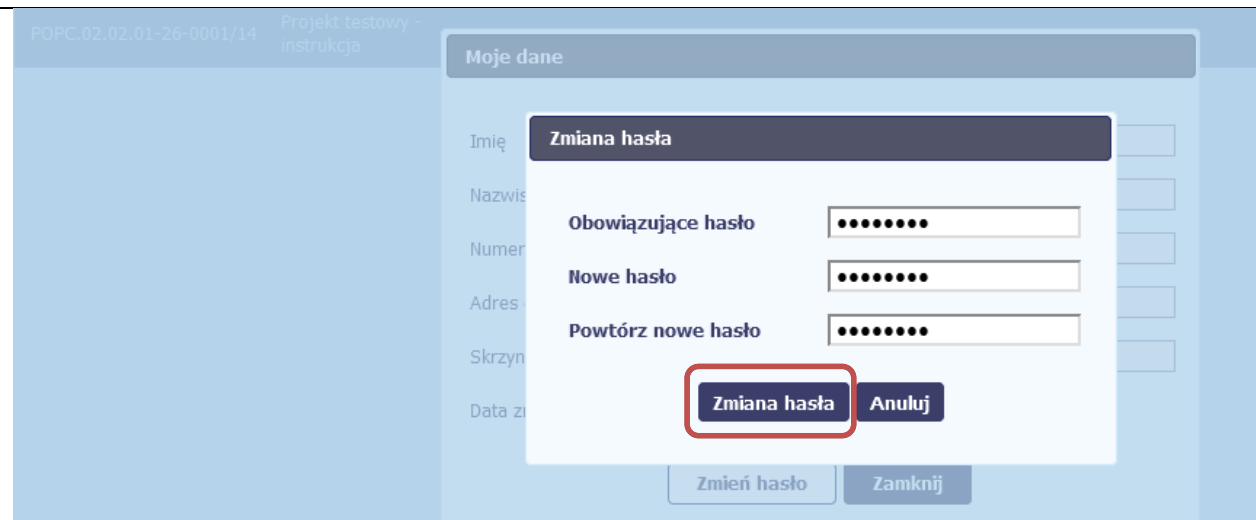 POPC.02.02.01-26-0001/14
Projekt testowy -
instrukcja
Moje dane
Zmiana hasła
Imię
Nazwis
Obowiązujące hasło ●●●●●●●●
Numer
Nowe hasło ●●●●●●●●
Adres
Powtórz nowe hasło ●●●●●●●●
Skrzyn
Zmiana hasła Anuluj
Data z
Zmień hasło Zamknij